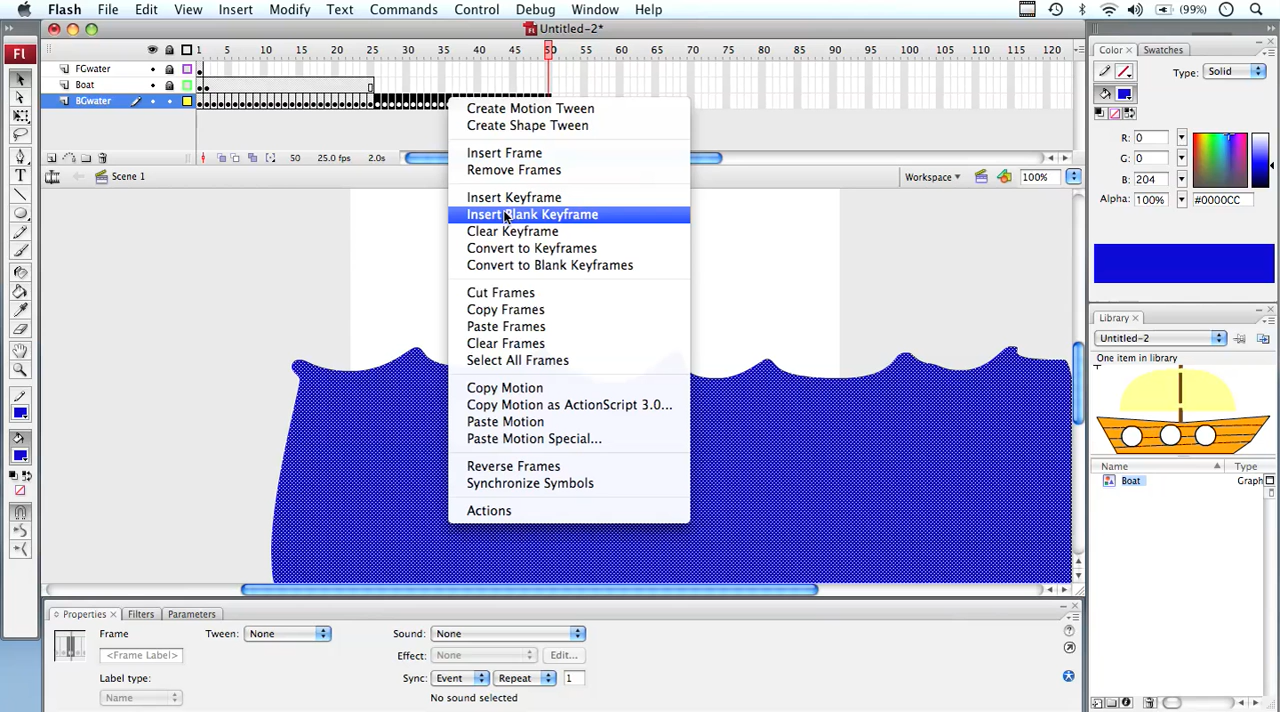 Flash File Edit View Insert Modify Text Commands Control Debug Window Help (99%)
Untitled-2*
1 5 10 15 20 25 30 35 40 45 50 55 60 65 70 75 80 85 90 95 100 105 110 115 120
FGwater
Boat
BGwater
50 25.0 fps 2.0s
Scene 1
Workspace
100%
Fl
T
Create Motion Tween
Create Shape Tween
Insert Frame
Remove Frames
Insert Keyframe
Insert Blank Keyframe
Clear Keyframe
Convert to Keyframes
Convert to Blank Keyframes
Cut Frames
Copy Frames
Paste Frames
Clear Frames
Select All Frames
Copy Motion
Copy Motion as ActionScript 3.0...
Paste Motion
Paste Motion Special...
Reverse Frames
Synchronize Symbols
Actions
Color × Swatches
Type: Solid
R: 0
G: 0
B: 204
Alpha: 100% #0000CC
Library ×
Untitled-2
One item in library
Name Type
Boat Graph
Properties × Filters Parameters
Frame Tween: None Sound: None
<Frame Label> Effect: None Edit...
Label type: Sync: Event Repeat 1
Name No sound selected